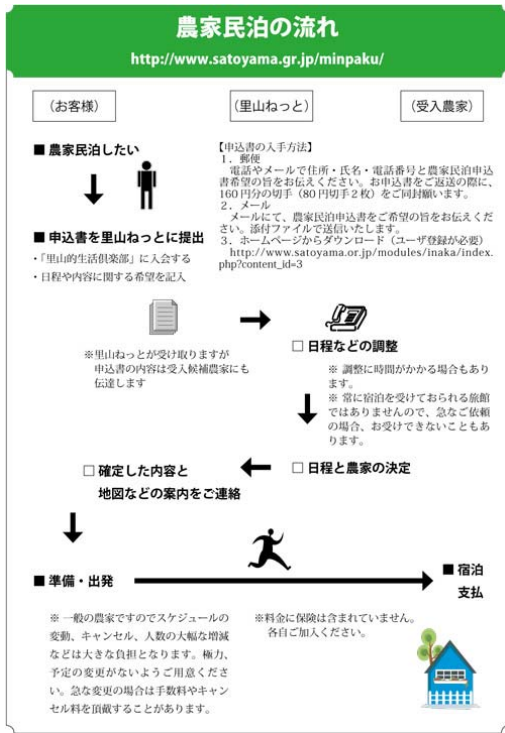 農家民泊の流れ
http://www.satoyama.gr.jp/minpaku/
(お客様)
(里山ねっと)
(受入農家)
■ 農家民泊したい
【申込書の入手方法】
1．郵便
電話やメールで住所・氏名・電話番号と農家民泊申込
書希望の旨をお伝えください。お申込書をご返送の際に、
160円分の切手(80円切手2枚)をご同封願います。
2．メール
メールにて、農家民泊申込書をご希望の旨をお伝えくだ
さい。添付ファイルで送信いたします。
3．ホームページからダウンロード(ユーザ登録が必要)
http://www.satoyama.or.jp/modules/inaka/index.
php?content_id=3
■ 申込書を里山ねっとに提出
・「里山的生活倶楽部」に入会する
・日程や内容に関する希望を記入
※里山ねっとが受け取りますが
申込書の内容は受入候補農家にも
伝達します
□ 日程などの調整
※ 調整に時間がかかる場合もあり
ます。
※ 常に宿泊を受けておられる旅館
ではありませんので、急なご依頼
の場合、お受けできないこともあ
ります。
□ 日程と農家の決定
□ 確定した内容と
地図などの案内をご連絡
■ 準備・出発
■ 宿泊
支払
※ 一般の農家ですのでスケジュールの
変動、キャンセル、人数の大幅な増減
などは大きな負担となります。極力、
予定の変更がないようご用意くださ
い。急な変更の場合は手数料やキャン
セル料を頂戴することがあります。
※料金に保険は含まれていません。
各自ご加入ください。